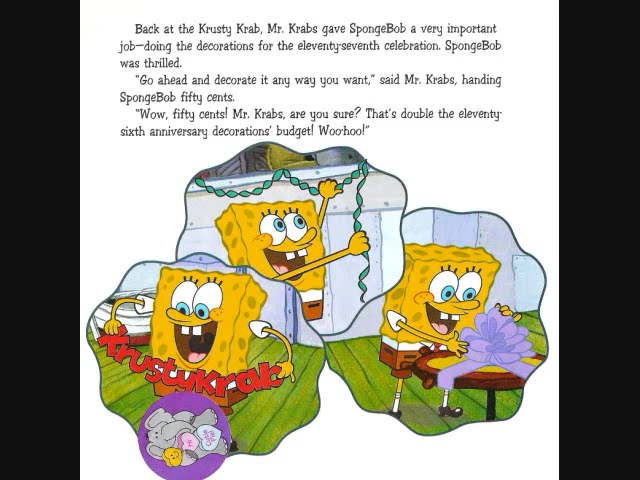 Back at the Krusty Krab, Mr. Krabs gave SpongeBob a very important
job—doing the decorations for the eleventy-seventh celebration. SpongeBob
was thrilled.
"Go ahead and decorate it any way you want," said Mr. Krabs, handing
SpongeBob fifty cents.
"Wow, fifty cents! Mr. Krabs, are you sure? That's double the eleventy-
sixth anniversary decorations' budget! Woo-hoo!"
Krusty Krab